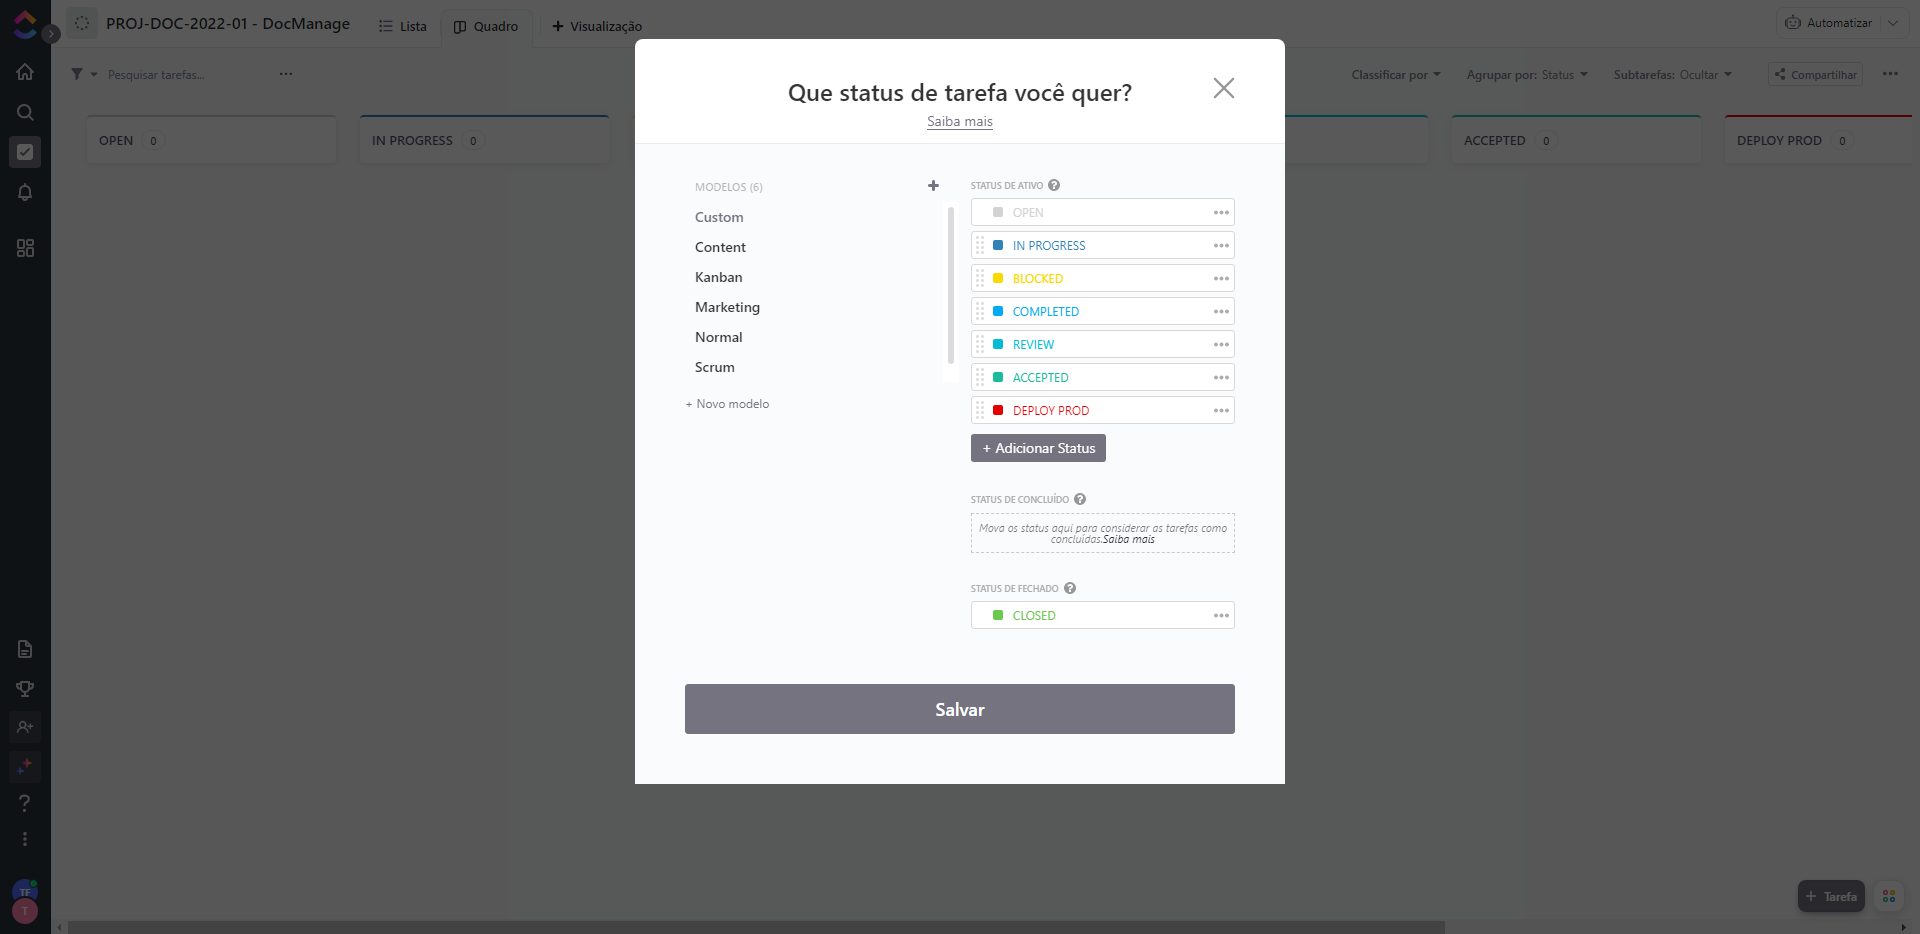 PROJ-DOC-2022-01 - DocManage
Lista
Quadro
+ Visualização
Automatizar
Pesquisar tarefas...
Classificar por
Agrupar por: Status
Subtarefas: Ocultar
Compartilhar
OPEN 0
IN PROGRESS 0
ACCEPTED 0
DEPLOY PROD 0
Que status de tarefa você quer?
Saiba mais
MODELOS (6)
Custom
Content
Kanban
Marketing
Normal
Scrum
+ Novo modelo
STATUS DE ATIVO ?
OPEN
IN PROGRESS
BLOCKED
COMPLETED
REVIEW
ACCEPTED
DEPLOY PROD
+ Adicionar Status
STATUS DE CONCLUÍDO ?
Mova os status aqui para considerar as tarefas como
concluídas.Saiba mais
STATUS DE FECHADO ?
CLOSED
Salvar
TF
T
+ Tarefa